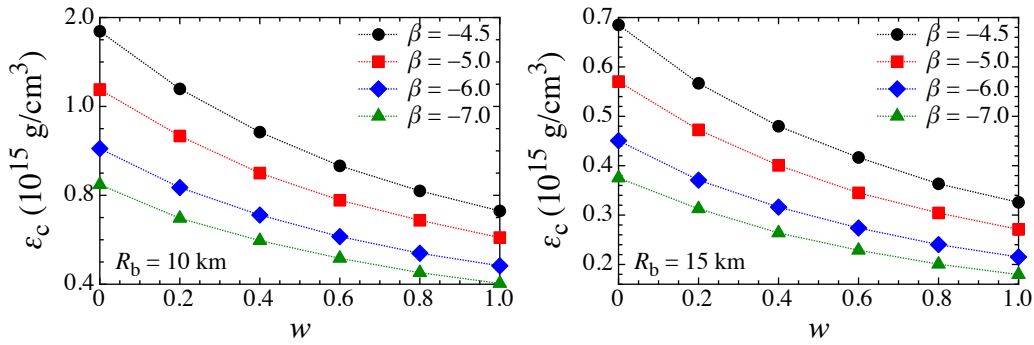 2.0
1.0
0.8
0.4
εc (10^15 g/cm^3)
β = −4.5
β = −5.0
β = −6.0
β = −7.0
Rb = 10 km
0 0.2 0.4 0.6 0.8 1.0
w
0.7
0.6
0.5
0.4
0.3
0.2
εc (10^15 g/cm^3)
β = −4.5
β = −5.0
β = −6.0
β = −7.0
Rb = 15 km
0 0.2 0.4 0.6 0.8 1.0
w